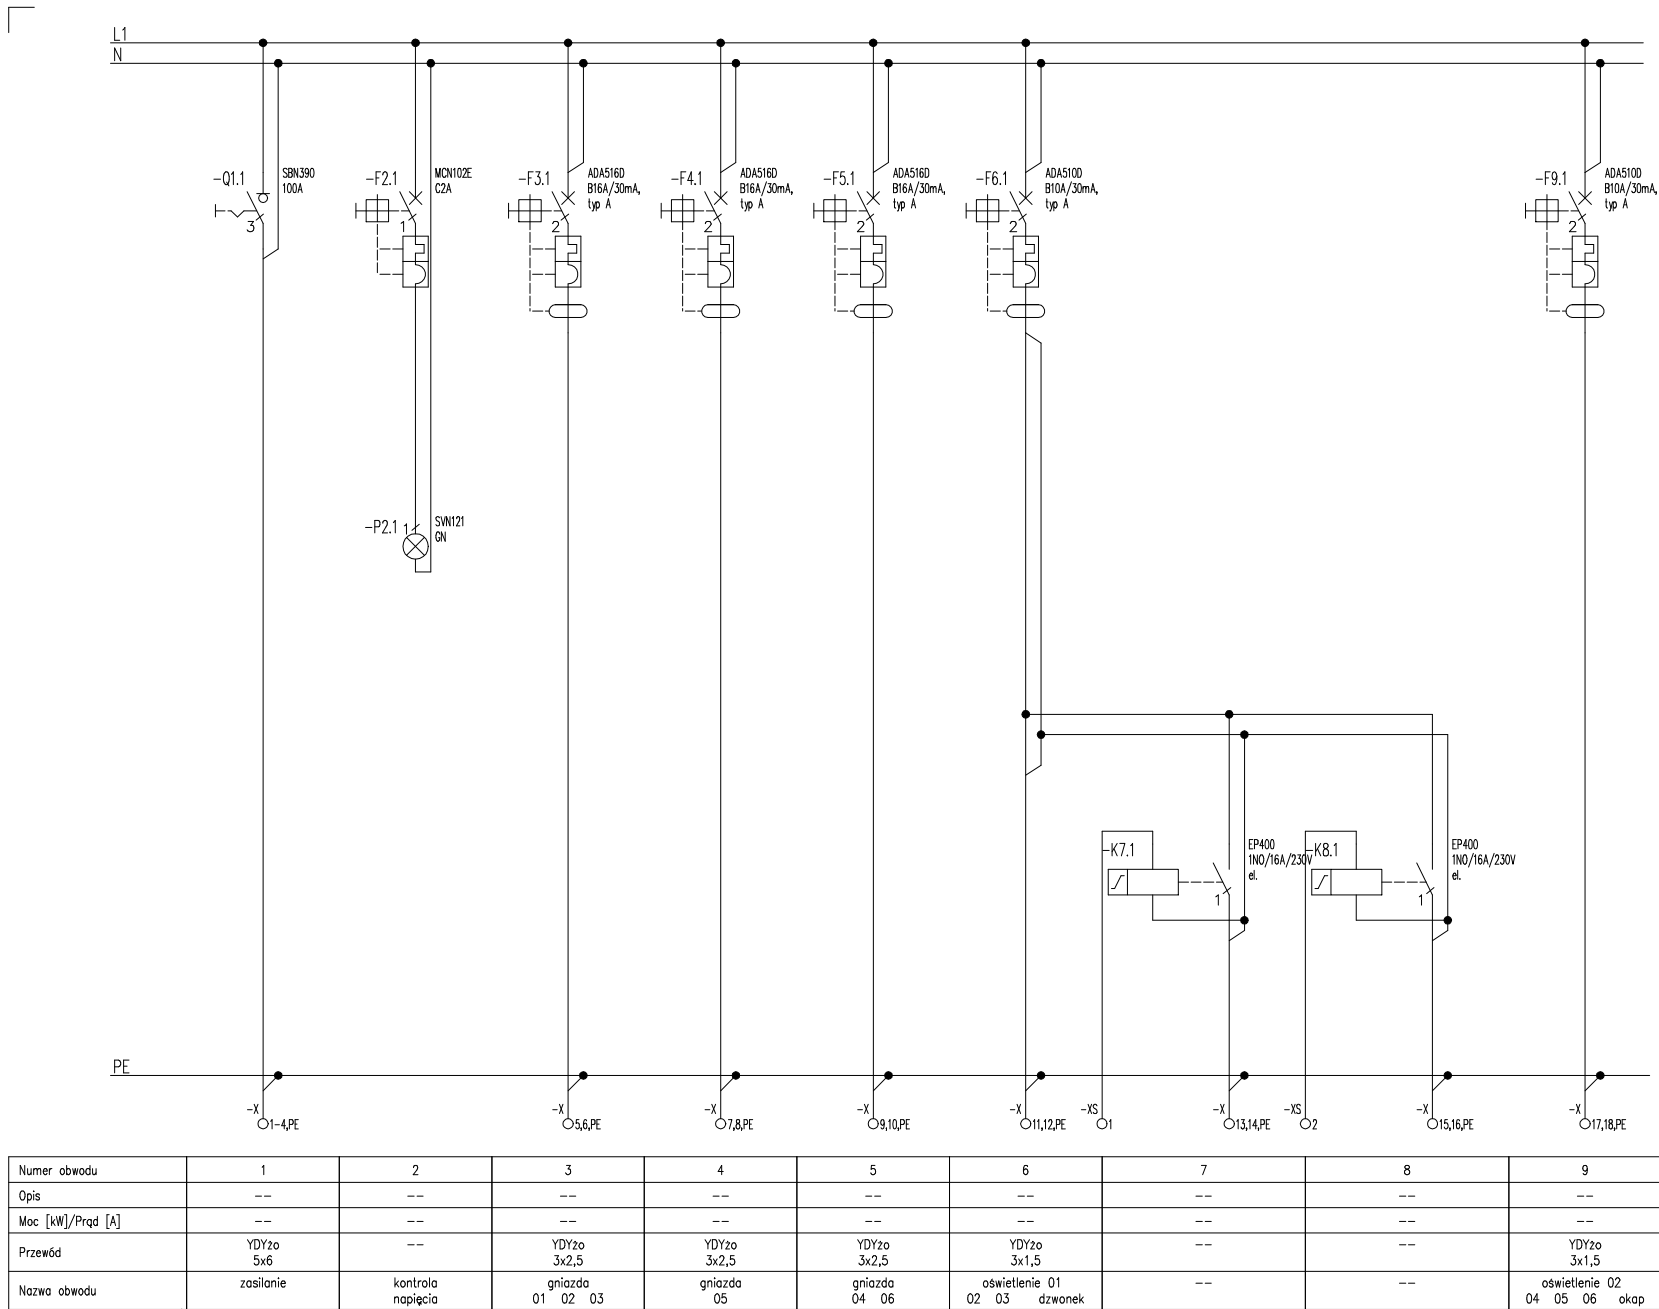 L1
N
-Q1.1
SBN390
100A
3
-F2.1
MCN102E
C2A
1
-F3.1
ADA516D
B16A/30mA,
typ A
2
-F4.1
ADA516D
B16A/30mA,
typ A
2
-F5.1
ADA516D
B16A/30mA,
typ A
2
-F6.1
ADA510D
B10A/30mA,
typ A
2
-F9.1
ADA510D
B10A/30mA,
typ A
2
-P2.1
1
SVN121
GN
-K7.1
EP400
1NO/16A/230V
el.
1
-K8.1
EP400
1NO/16A/230V
el.
1
PE
-X
1-4,PE
-X
5,6,PE
-X
7,8,PE
-X
9,10,PE
-X
11,12,PE
-XS
1
-X
13,14,PE
-XS
2
-X
15,16,PE
-X
17,18,PE
Numer obwodu 1 2 3 4 5 6 7 8 9
Opis -- -- -- -- -- -- -- -- --
Moc [kW]/Prąd [A] -- -- -- -- -- -- -- -- --
Przewód
YDYżo
5x6
--
YDYżo
3x2,5
YDYżo
3x2,5
YDYżo
3x2,5
YDYżo
3x1,5
--
--
YDYżo
3x1,5
Nazwa obwodu
zasilanie
kontrola
napięcia
gniazda
01 02 03
gniazda
05
gniazda
04 06
oświetlenie 01
02 03 dzwonek
--
--
oświetlenie 02
04 05 06 okap